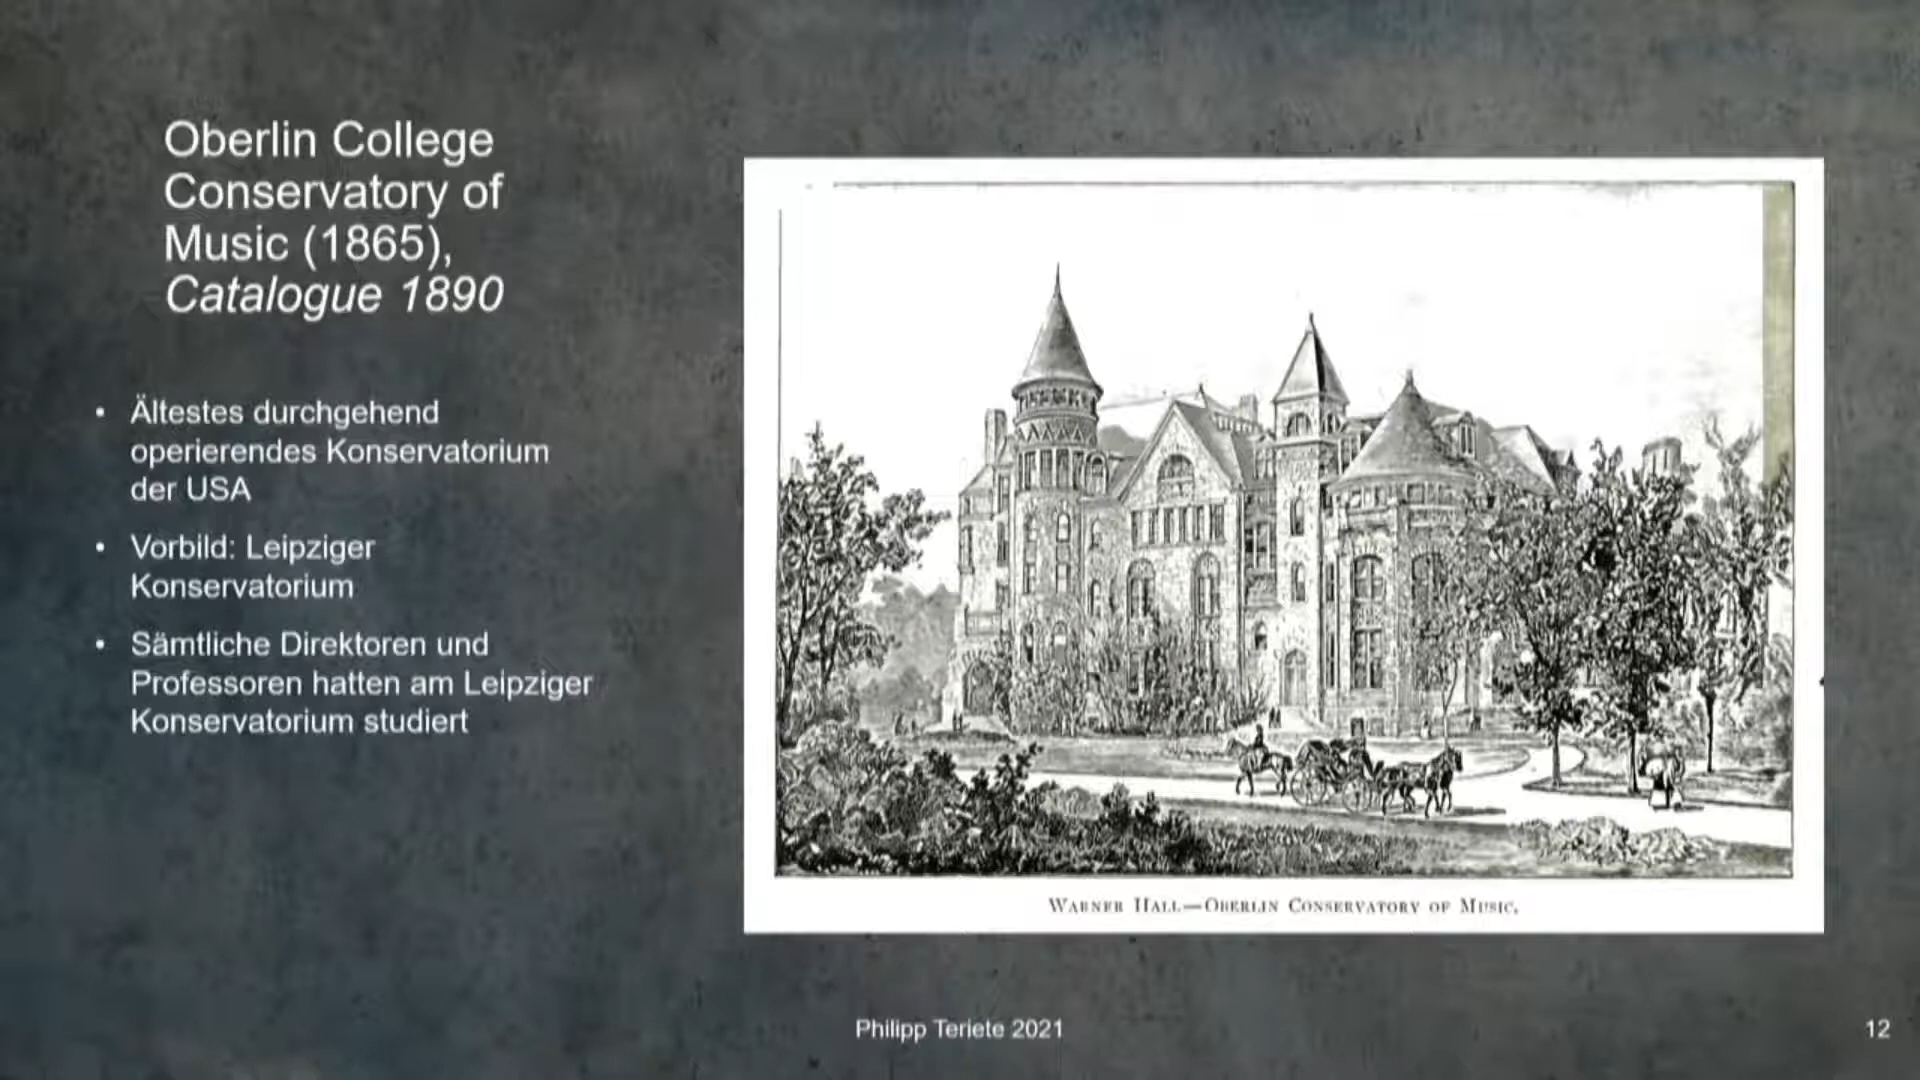 Oberlin College
Conservatory of
Music (1865),
Catalogue 1890
• Ältestes durchgehend
operierendes Konservatorium
der USA
• Vorbild: Leipziger
Konservatorium
• Sämtliche Direktoren und
Professoren hatten am Leipziger
Konservatorium studiert
Warner Hall—Oberlin Conservatory of Music.
Philipp Teriete 2021
12